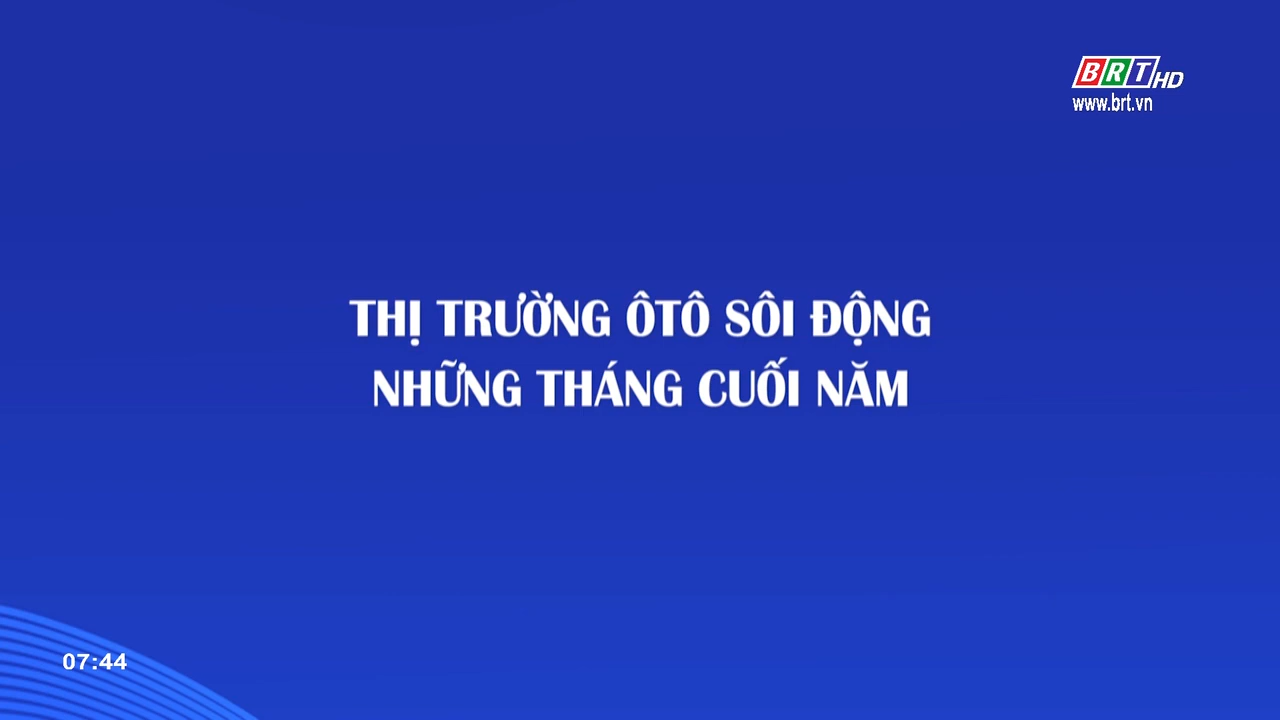 BRT HD
www.brt.vn
THỊ TRƯỜNG ÔTÔ SÔI ĐỘNG
NHỮNG THÁNG CUỐI NĂM
07:44